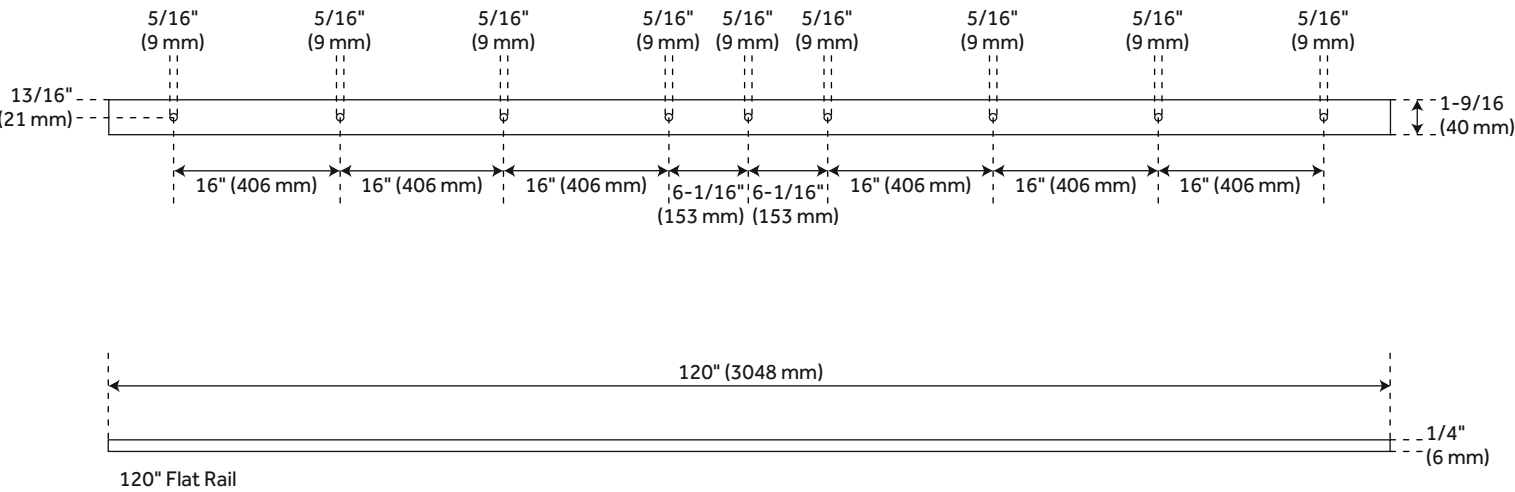 5/16" 5/16" 5/16" 5/16" 5/16" 5/16" 5/16" 5/16" 5/16"
(9 mm) (9 mm) (9 mm) (9 mm) (9 mm) (9 mm) (9 mm) (9 mm) (9 mm)
13/16"
(21 mm)
1-9/16
(40 mm)
16" (406 mm) 16" (406 mm) 16" (406 mm) 6-1/16" 6-1/16" 16" (406 mm) 16" (406 mm) 16" (406 mm)
(153 mm) (153 mm)
120" (3048 mm)
1/4"
(6 mm)
120" Flat Rail